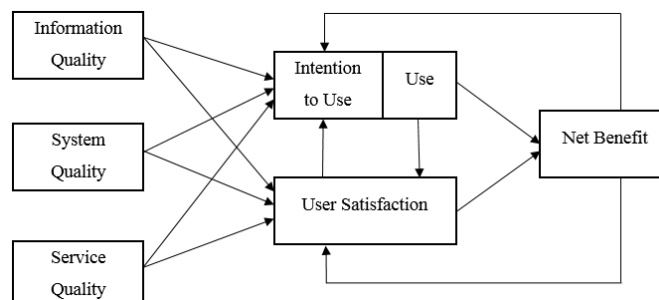 Information
Quality
Intention
to Use
Use
System
Quality
Net Benefit
User Satisfaction
Service
Quality